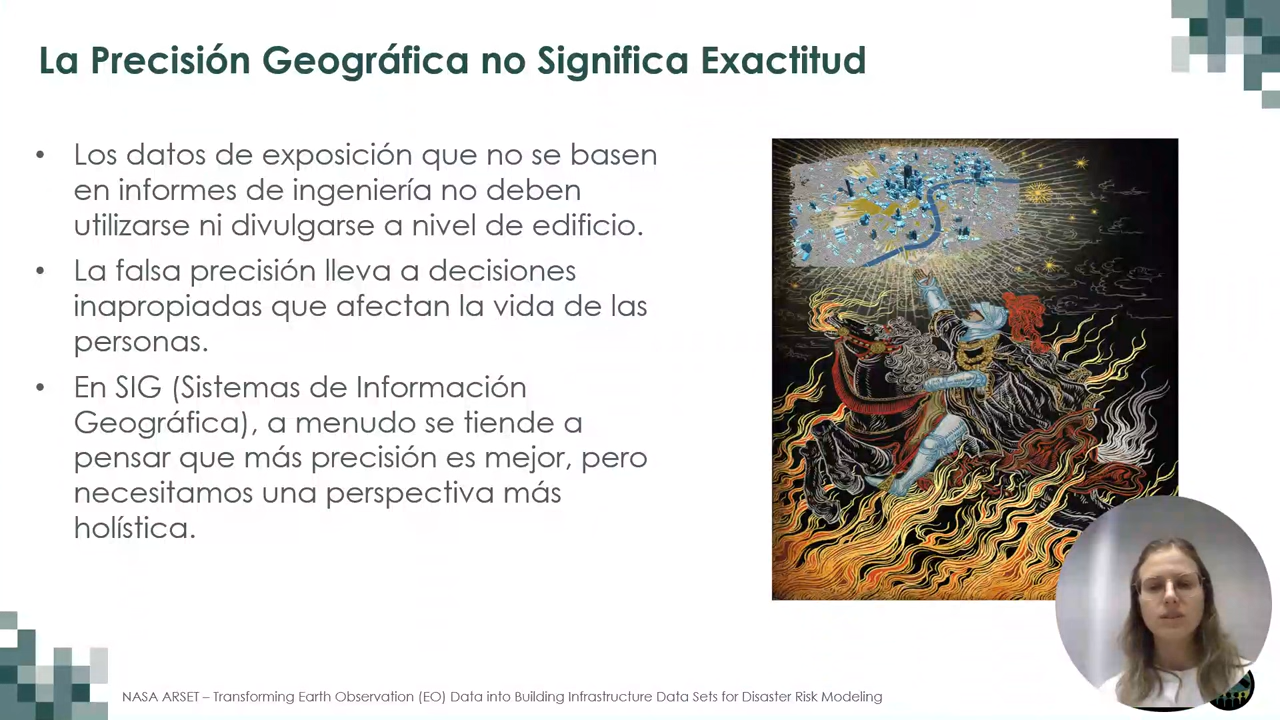 La Precisión Geográfica no Significa Exactitud
• Los datos de exposición que no se basen
en informes de ingeniería no deben
utilizarse ni divulgarse a nivel de edificio.
• La falsa precisión lleva a decisiones
inapropiadas que afectan la vida de las
personas.
• En SIG (Sistemas de Información
Geográfica), a menudo se tiende a
pensar que más precisión es mejor, pero
necesitamos una perspectiva más
holística.
NASA ARSET – Transforming Earth Observation (EO) Data into Building Infrastructure Data Sets for Disaster Risk Modeling